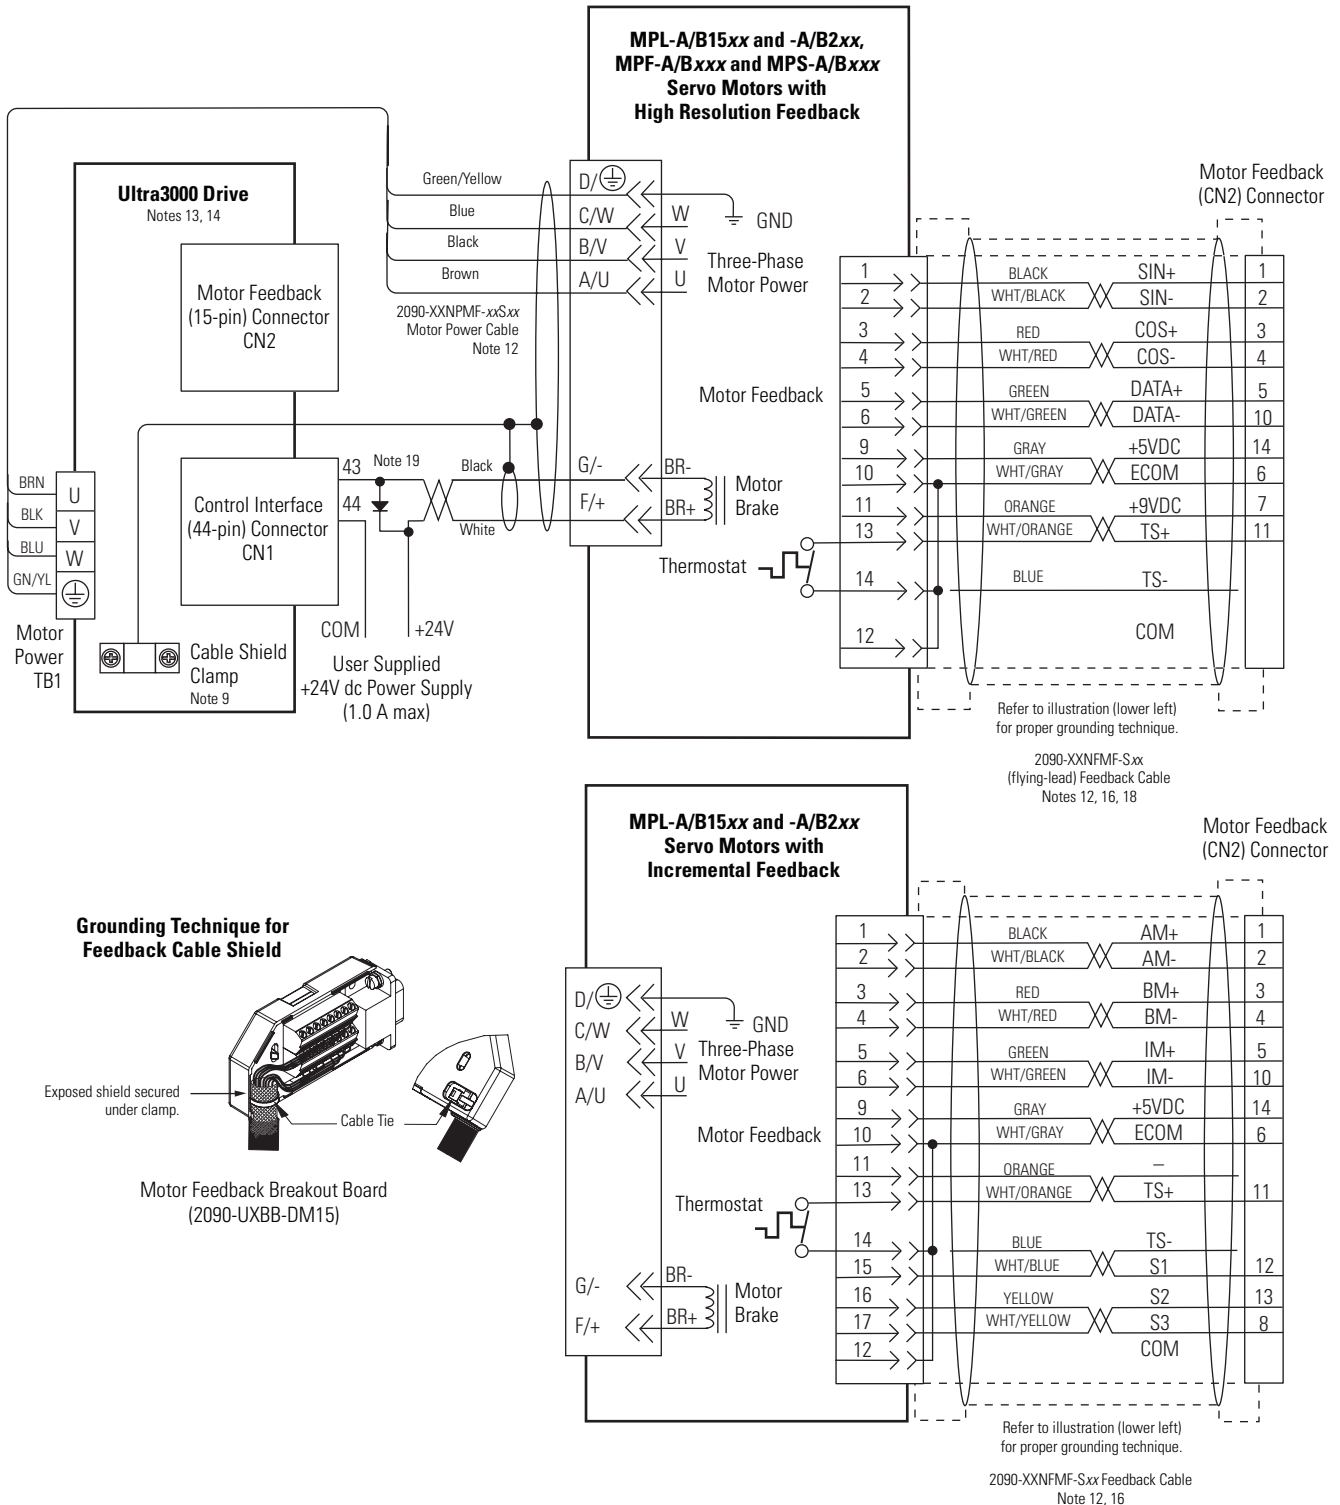 MPL-A/B15xx and -A/B2xx,
MPF-A/Bxxx and MPS-A/Bxxx
Servo Motors with
High Resolution Feedback
Ultra3000 Drive
Notes 13, 14
Motor Feedback
(15-pin) Connector
CN2
Control Interface
(44-pin) Connector
CN1
Cable Shield
Clamp
Note 9
BRN
BLK
BLU
GN/YL
U
V
W
Motor
Power
TB1
Green/Yellow
Blue
Black
Brown
2090-XXNPMF-xxSxx
Motor Power Cable
Note 12
43
44
Note 19
Black
White
COM
+24V
User Supplied
+24V dc Power Supply
(1.0 A max)
D/
C/W
B/V
A/U
G/-
F/+
W
V
U
GND
Three-Phase
Motor Power
BR-
BR+
Motor
Brake
Motor Feedback
Thermostat
Motor Feedback
(CN2) Connector
1 BLACK SIN+ 1
2 WHT/BLACK SIN- 2
3 RED COS+ 3
4 WHT/RED COS- 4
5 GREEN DATA+ 5
6 WHT/GREEN DATA- 10
9 GRAY +5VDC 14
10 WHT/GRAY ECOM 6
11 ORANGE +9VDC 7
13 WHT/ORANGE TS+ 11
14 BLUE TS-
12 COM
Refer to illustration (lower left)
for proper grounding technique.
2090-XXNFMF-Sxx
(flying-lead) Feedback Cable
Notes 12, 16, 18
MPL-A/B15xx and -A/B2xx
Servo Motors with
Incremental Feedback
Motor Feedback
(CN2) Connector
D/
C/W
B/V
A/U
G/-
F/+
W
V
U
GND
Three-Phase
Motor Power
Motor Feedback
Thermostat
BR-
BR+
Motor
Brake
1 BLACK AM+ 1
2 WHT/BLACK AM- 2
3 RED BM+ 3
4 WHT/RED BM- 4
5 GREEN IM+ 5
6 WHT/GREEN IM- 10
9 GRAY +5VDC 14
10 WHT/GRAY ECOM 6
11 ORANGE –
13 WHT/ORANGE TS+ 11
14 BLUE TS-
15 WHT/BLUE S1 12
16 YELLOW S2 13
17 WHT/YELLOW S3 8
12 COM
Refer to illustration (lower left)
for proper grounding technique.
2090-XXNFMF-Sxx Feedback Cable
Note 12, 16
Grounding Technique for
Feedback Cable Shield
Exposed shield secured
under clamp.
Cable Tie
Motor Feedback Breakout Board
(2090-UXBB-DM15)